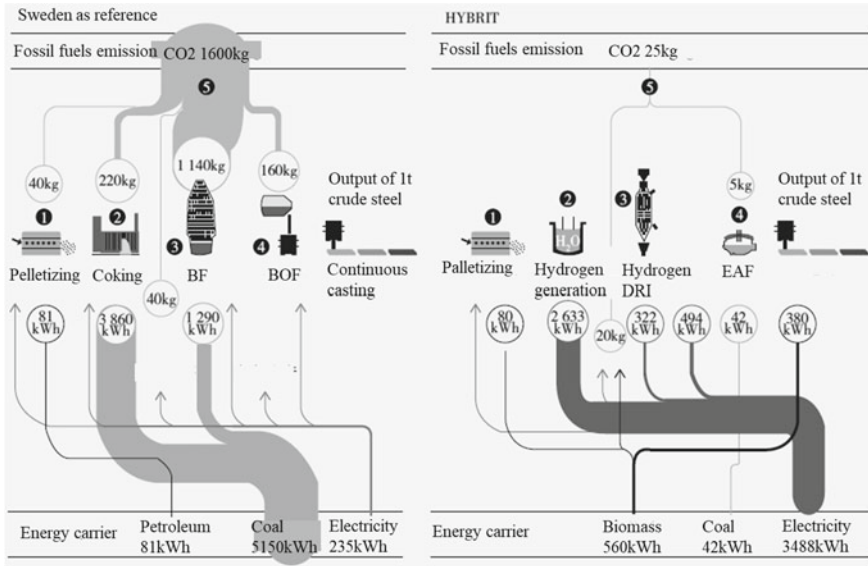 Sweden as reference
Fossil fuels emission CO2 1600kg
5
40kg
220kg
1 140kg
160kg
1
2
3
4
Output of 1t
crude steel
Pelletizing
Coking
BF
BOF
Continuous
casting
81
kWh
3 860
kWh
40kg
1 290
kWh
Energy carrier
Petroleum
81kWh
Coal
5150kWh
Electricity
235kWh
HYBRIT
Fossil fuels emission CO2 25kg
5
5kg
1
2
3
4
H2O
Output of 1t
crude steel
Palletizing
Hydrogen
generation
Hydrogen
DRI
EAF
80
kWh
2 633
kWh
20kg
322
kWh
494
kWh
42
kWh
380
kWh
Energy carrier
Biomass
560kWh
Coal
42kWh
Electricity
3488kWh